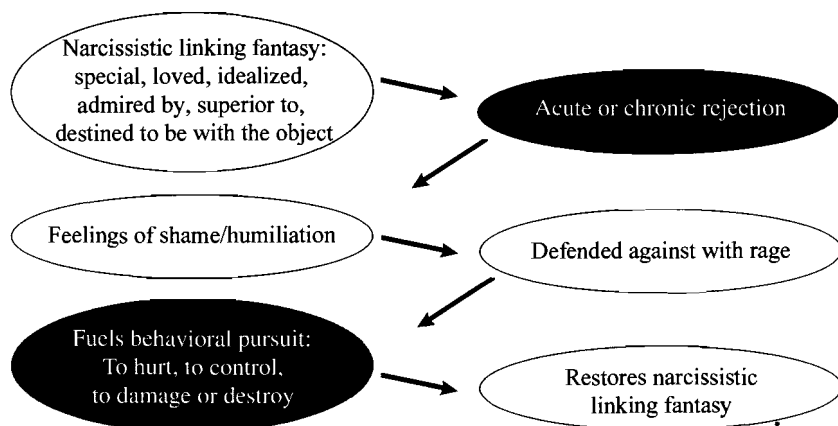 Narcissistic linking fantasy:
special, loved, idealized,
admired by, superior to,
destined to be with the object
Acute or chronic rejection
Feelings of shame/humiliation
Defended against with rage
Fuels behavioral pursuit:
To hurt, to control,
to damage or destroy
Restores narcissistic
linking fantasy